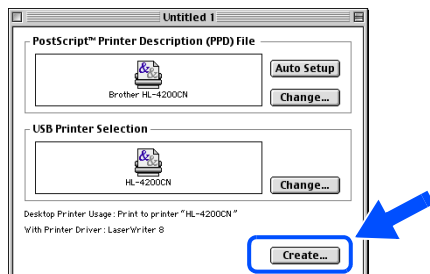 Untitled 1
PostScript™ Printer Description (PPD) File
Auto Setup
Brother HL-4200CN
Change...
USB Printer Selection
HL-4200CN
Change...
Desktop Printer Usage : Print to printer "HL-4200CN"
With Printer Driver : LaserWriter 8
Create...